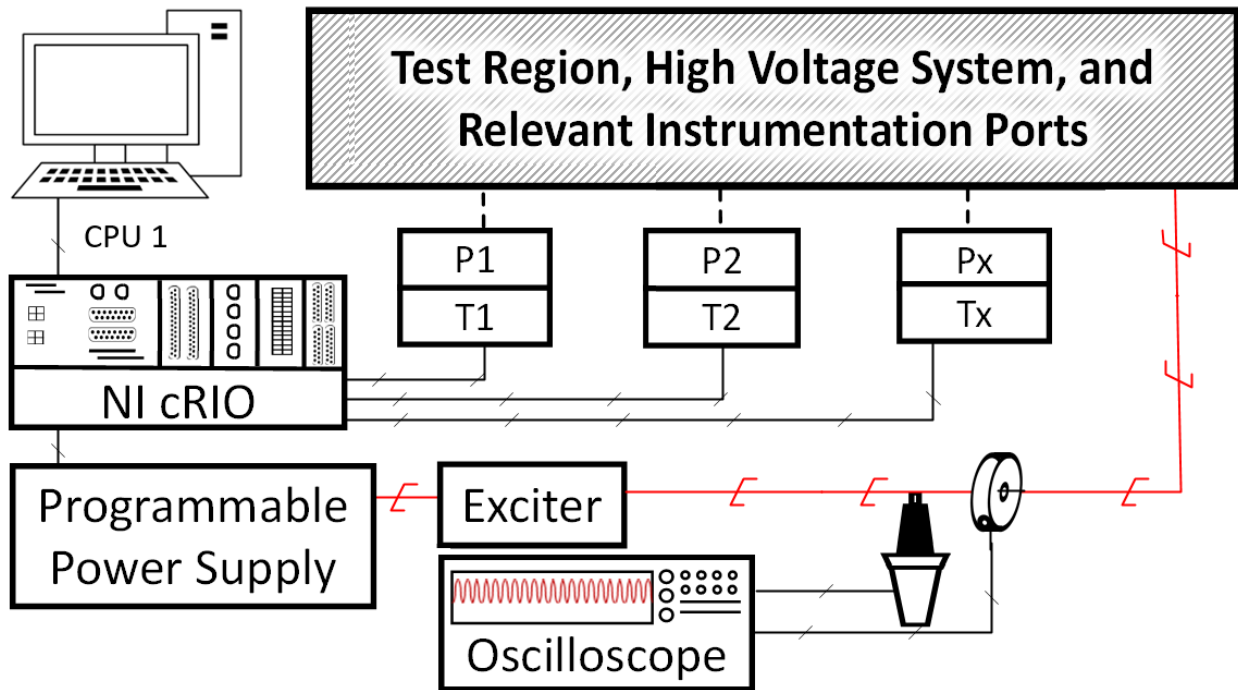 Test Region, High Voltage System, and
Relevant Instrumentation Ports
CPU 1
P1
T1
P2
T2
Px
Tx
NI cRIO
Programmable
Power Supply
Exciter
Oscilloscope